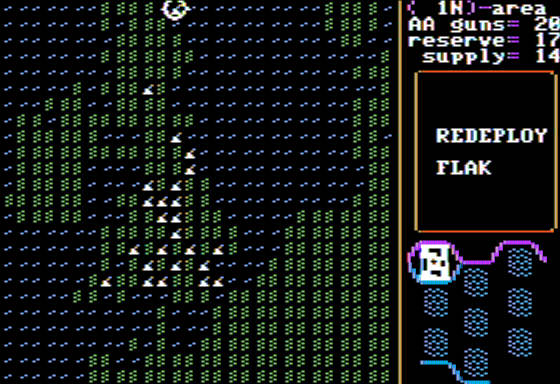 ( 1N)-area
AA guns= 20
reserve= 17
supply= 14
REDEPLOY
FLAK